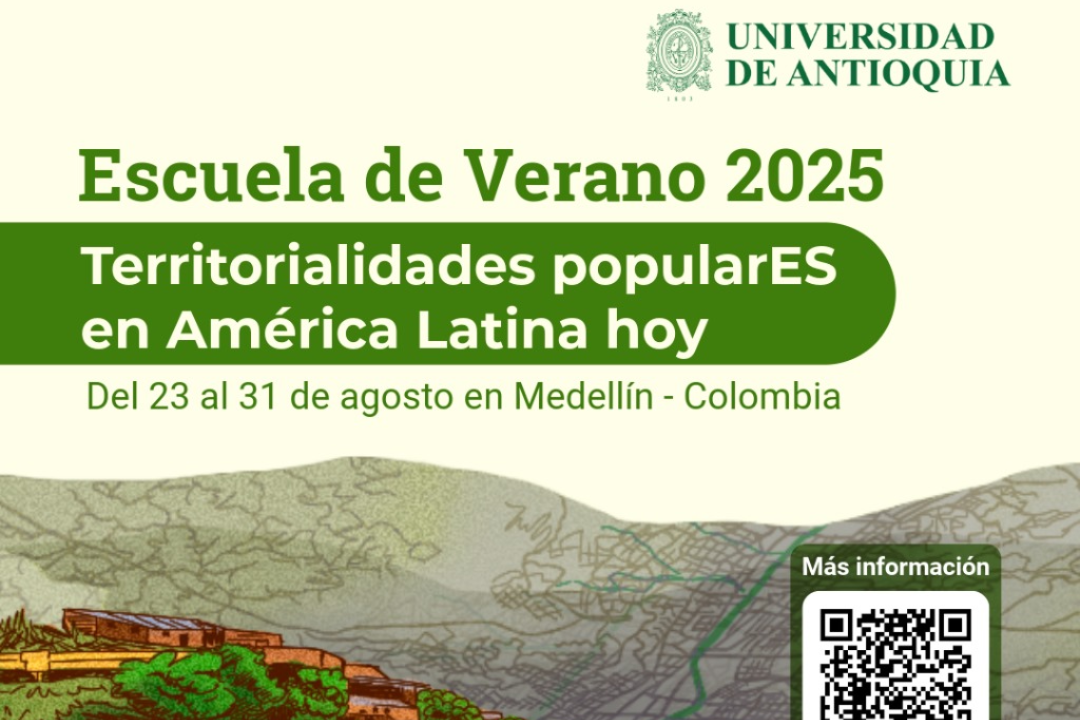 UNIVERSIDAD
DE ANTIOQUIA
1803
Escuela de Verano 2025
Territorialidades popularES
en América Latina hoy
Del 23 al 31 de agosto en Medellín - Colombia
Más información